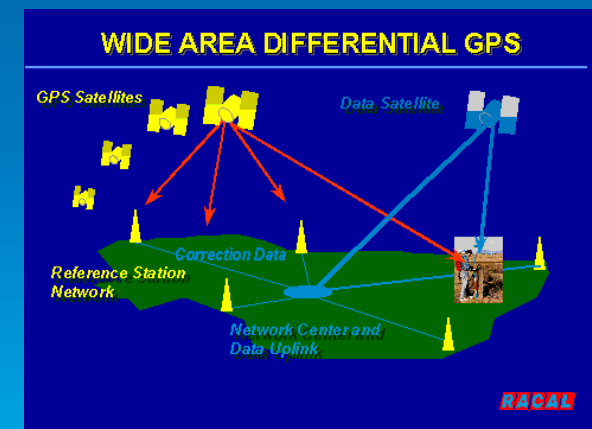 WIDE AREA DIFFERENTIAL GPS
GPS Satellites
Data Satellite
Correction Data
Reference Station
Network
Network Center and
Data Uplink
RACAL